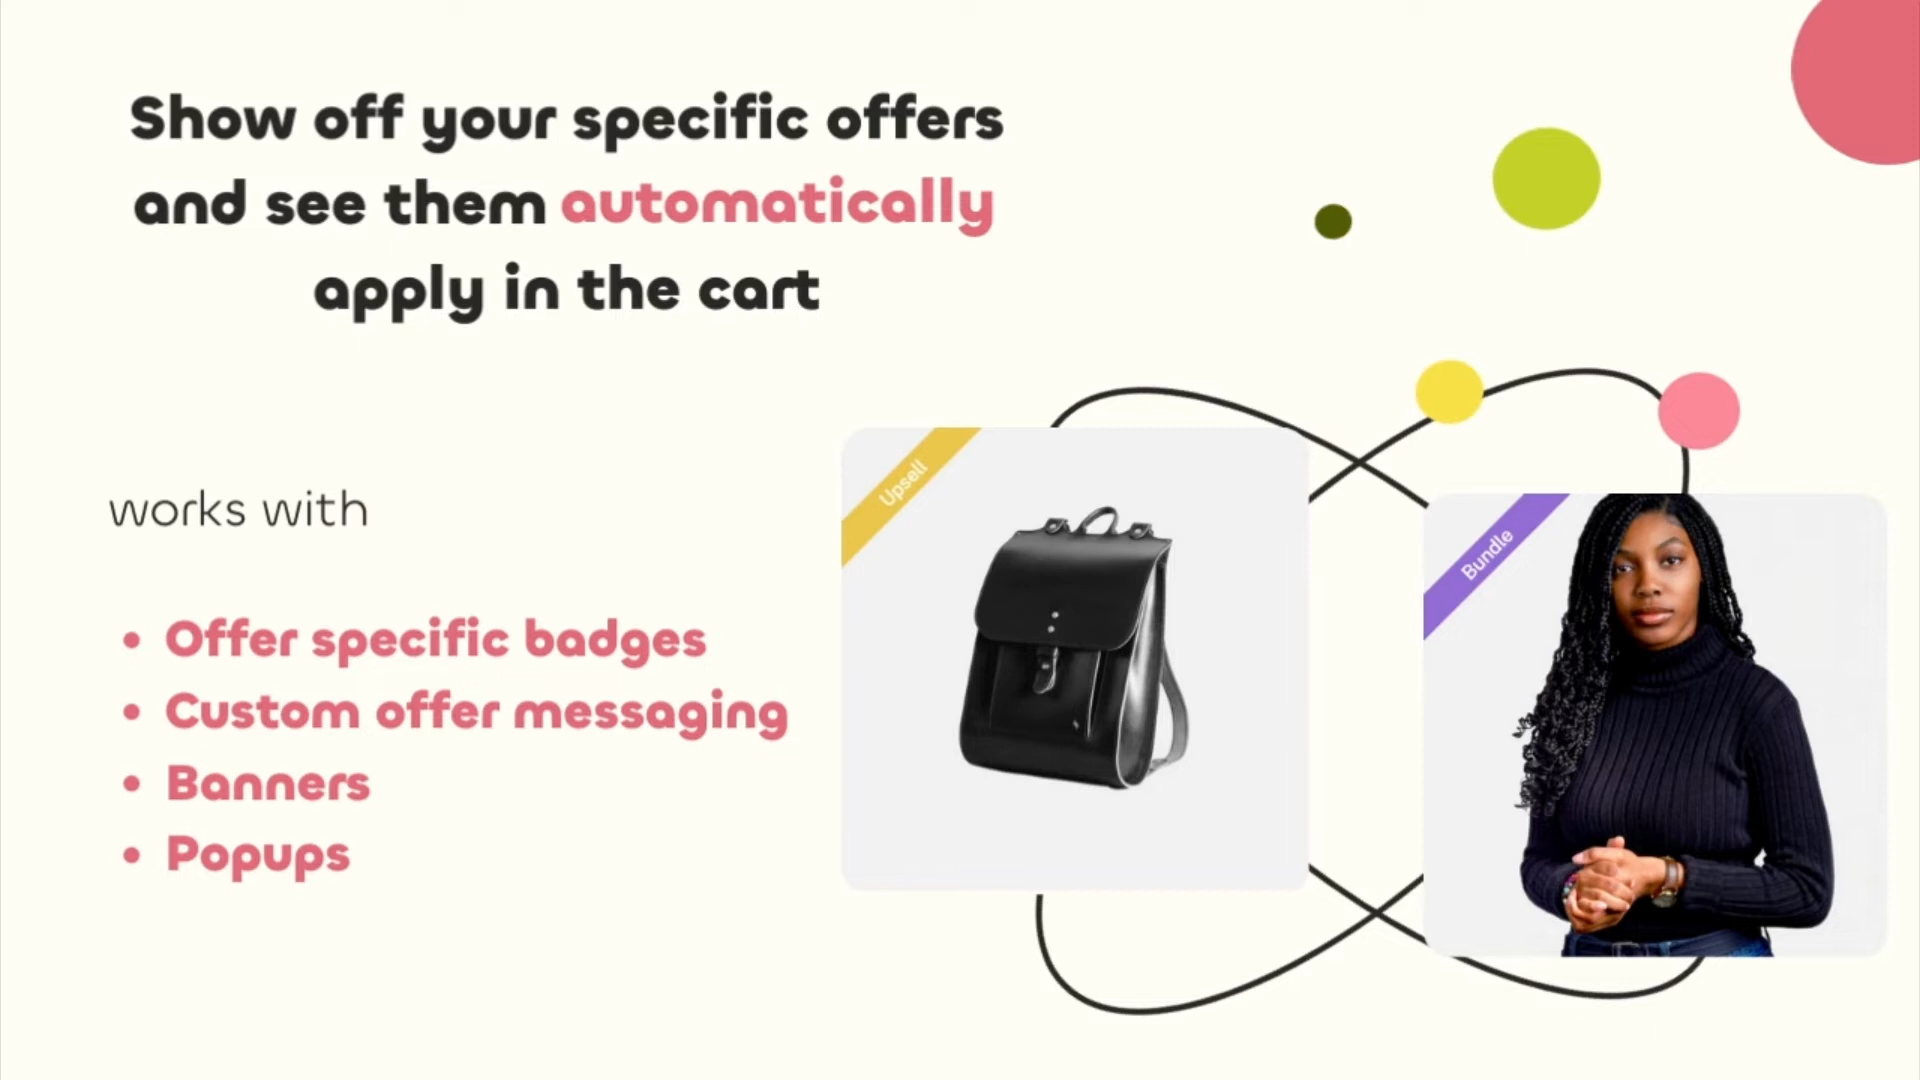 Show off your specific offers
and see them automatically
apply in the cart
works with
• Offer specific badges
• Custom offer messaging
• Banners
• Popups
Upsell
Bundle